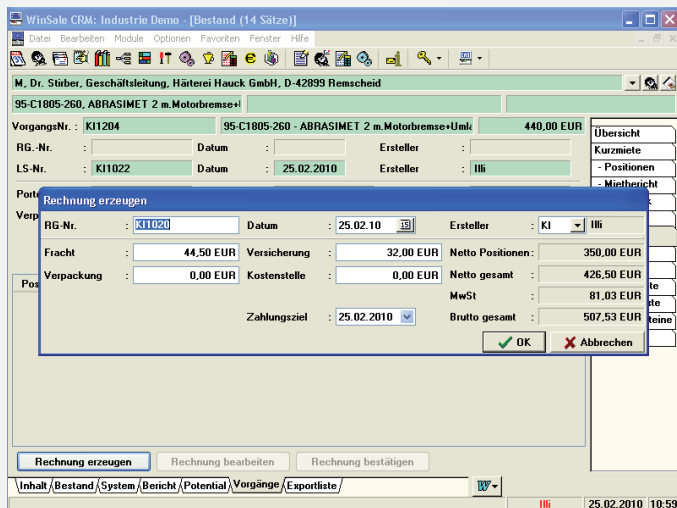 WinSale CRM: Industrie Demo - [Bestand (14 Sätze)]
Datei Bearbeiten Module Optionen Favoriten Fenster Hilfe
M, Dr. Stirber, Geschäftsleitung, Härterei Hauck GmbH, D-42899 Remscheid
95-C1805-260, ABRASIMET 2 m.Motorbremse+
VorgangsNr. : KI1204 95-C1805-260 - ABRASIMET 2 m.Motorbremse+Umla 440,00 EUR
RG.-Nr. : Datum : Ersteller :
LS-Nr. : KI1022 Datum : 25.02.2010 Ersteller : Illi
Übersicht
Kurzmiete
- Positionen
- Mietbericht
Rechnung erzeugen
RG-Nr. : KI1020 Datum : 25.02.10 15 Ersteller : KI Illi
Fracht : 44,50 EUR Versicherung : 32,00 EUR Netto Positionen : 350,00 EUR
Verpackung : 0,00 EUR Kostenstelle : 0,00 EUR Netto gesamt : 426,50 EUR
MwSt : 81,03 EUR
Zahlungsziel : 25.02.2010 Brutto gesamt : 507,53 EUR
OK Abbrechen
Rechnung erzeugen Rechnung bearbeiten Rechnung bestätigen
Inhalt Bestand System Bericht Potential Vorgänge Exportliste W
Illi 25.02.2010 10:59